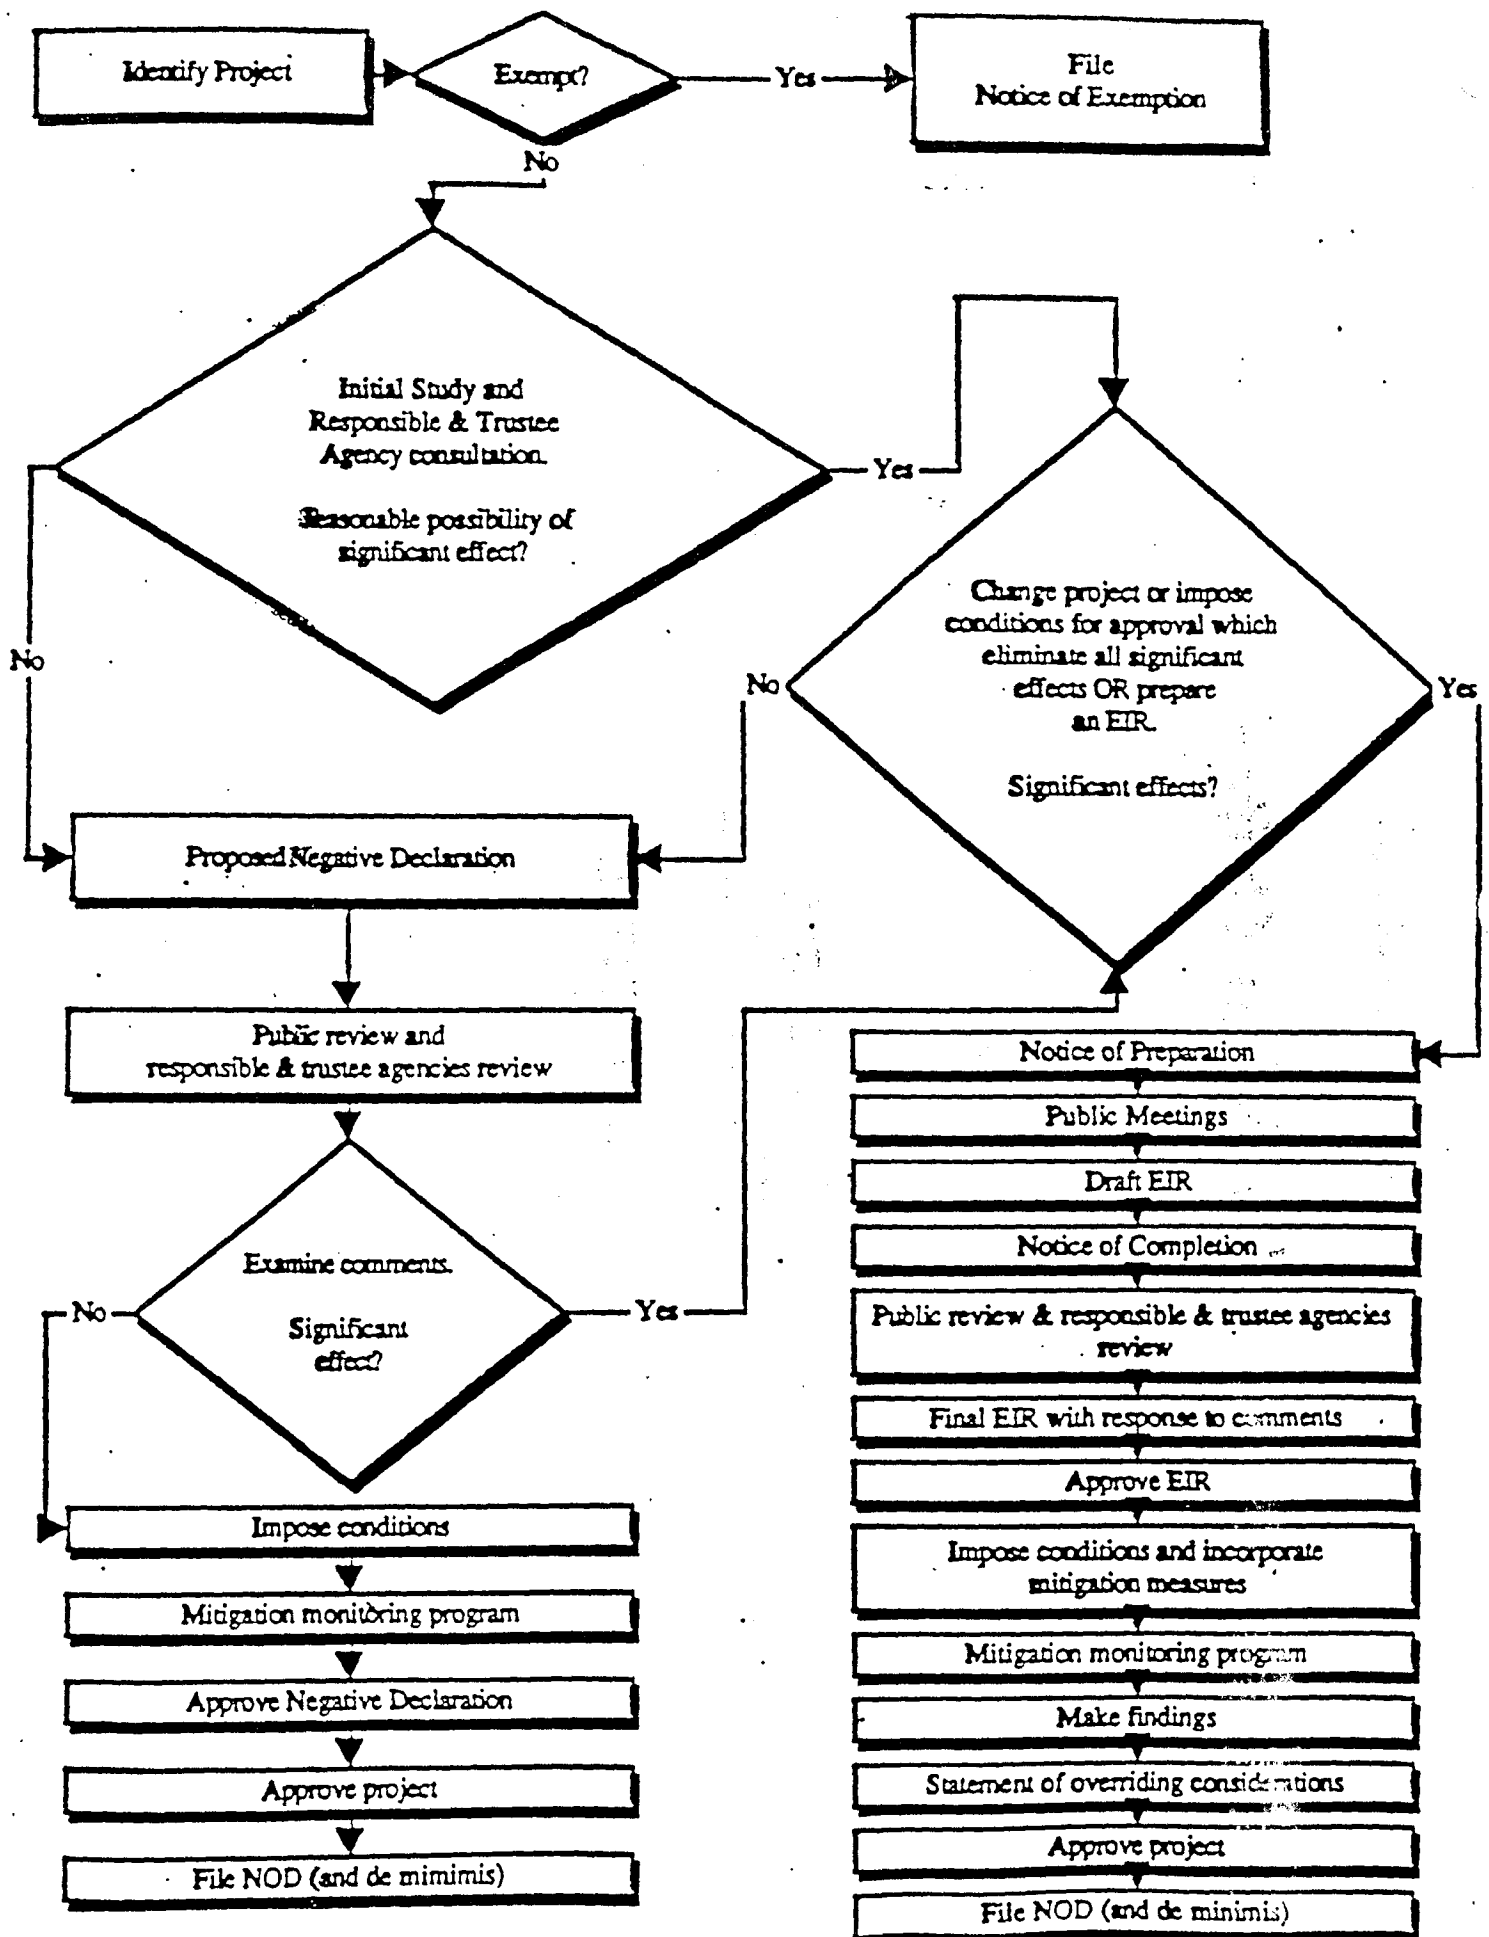 Identify Project
Exempt?
Yes
File
Notice of Exemption
No
Initial Study and
Responsible & Trustee
Agency consultation.
Reasonable possibility of
significant effect?
Yes
No
Change project or impose
conditions for approval which
eliminate all significant
effects OR prepare
an EIR.
Significant effects?
No
Yes
Proposed Negative Declaration
Public review and
responsible & trustee agencies review
Examine comments.
Significant
effect?
No
Yes
Impose conditions
Mitigation monitoring program
Approve Negative Declaration
Approve project
File NOD (and de mimimis)
Notice of Preparation
Public Meetings
Draft EIR
Notice of Completion
Public review & responsible & trustee agencies
review
Final EIR with response to comments
Approve EIR
Impose conditions and incorporate
mitigation measures
Mitigation monitoring program
Make findings
Statement of overriding considerations
Approve project
File NOD (and de minimis)